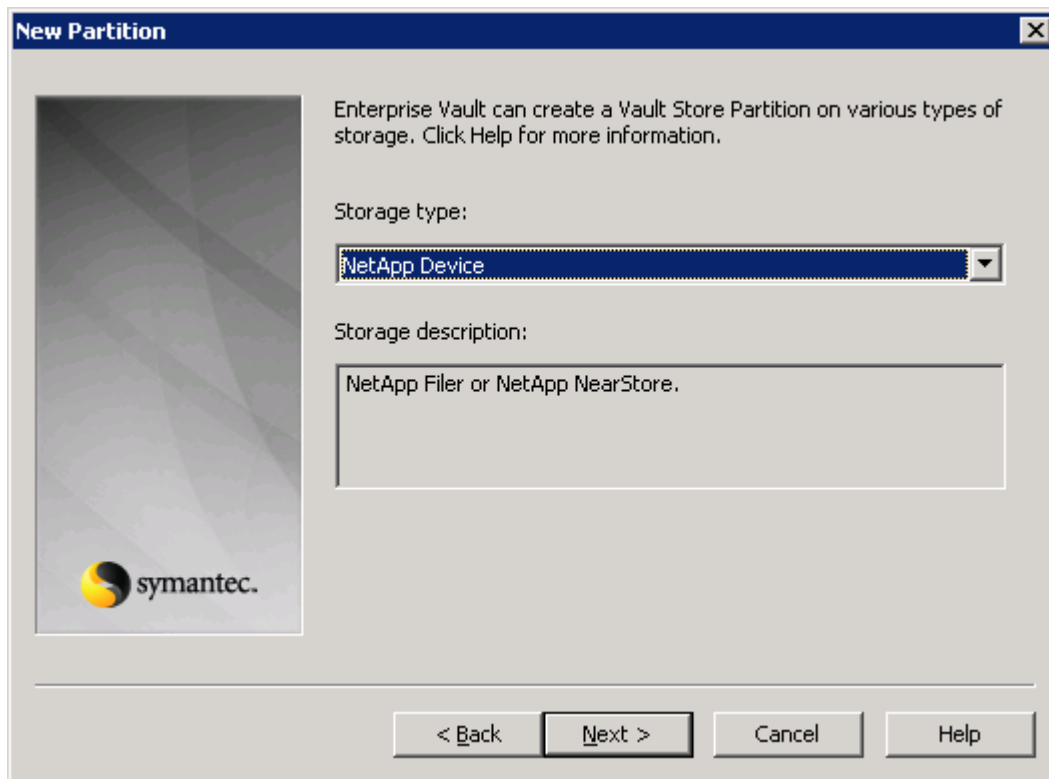 New Partition
Enterprise Vault can create a Vault Store Partition on various types of
storage. Click Help for more information.
Storage type:
NetApp Device
Storage description:
NetApp Filer or NetApp NearStore.
symantec.
< Back
Next >
Cancel
Help